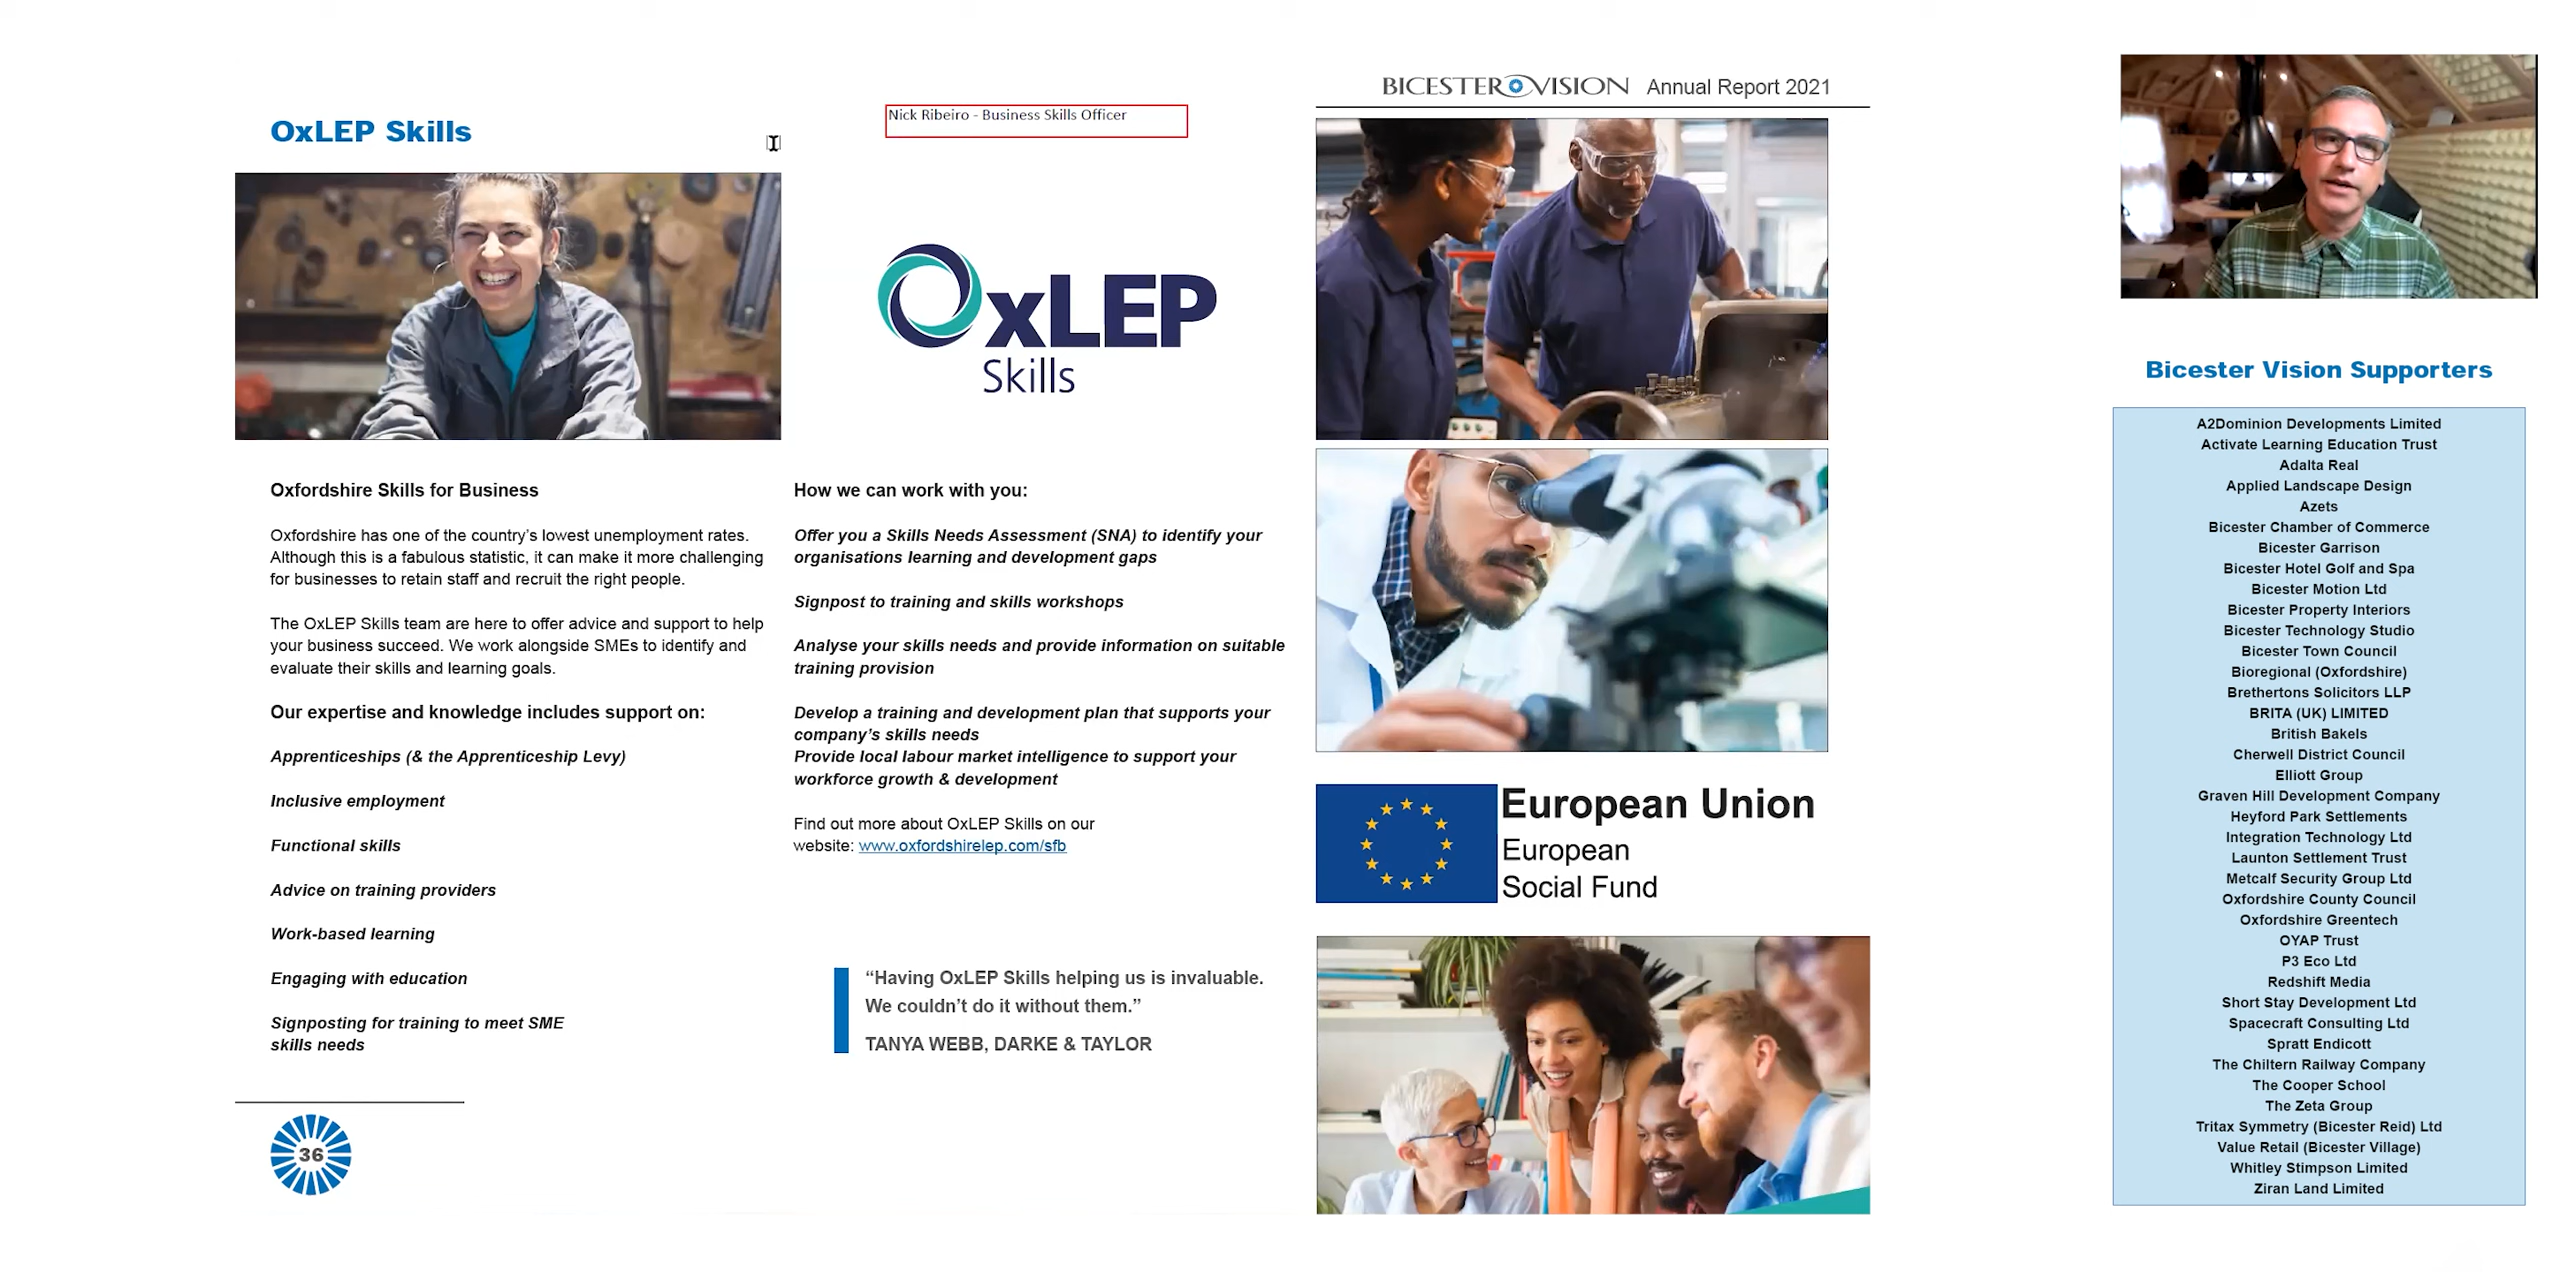 BICESTER VISION Annual Report 2021
OxLEP Skills
Nick Ribeiro - Business Skills Officer
OxLEP
Skills
Oxfordshire Skills for Business
Oxfordshire has one of the country's lowest unemployment rates.
Although this is a fabulous statistic, it can make it more challenging
for businesses to retain staff and recruit the right people.
The OxLEP Skills team are here to offer advice and support to help
your business succeed. We work alongside SMEs to identify and
evaluate their skills and learning goals.
Our expertise and knowledge includes support on:
Apprenticeships (& the Apprenticeship Levy)
Inclusive employment
Functional skills
Advice on training providers
Work-based learning
Engaging with education
Signposting for training to meet SME
skills needs
36
How we can work with you:
Offer you a Skills Needs Assessment (SNA) to identify your
organisations learning and development gaps
Signpost to training and skills workshops
Analyse your skills needs and provide information on suitable
training provision
Develop a training and development plan that supports your
company's skills needs
Provide local labour market intelligence to support your
workforce growth & development
Find out more about OxLEP Skills on our
website: www.oxfordshirelep.com/sfb
“Having OxLEP Skills helping us is invaluable.
We couldn't do it without them.”
TANYA WEBB, DARKE & TAYLOR
European Union
European
Social Fund
Bicester Vision Supporters
A2Dominion Developments Limited
Activate Learning Education Trust
Adalta Real
Applied Landscape Design
Azets
Bicester Chamber of Commerce
Bicester Garrison
Bicester Hotel Golf and Spa
Bicester Motion Ltd
Bicester Property Interiors
Bicester Technology Studio
Bicester Town Council
Bioregional (Oxfordshire)
Brethertons Solicitors LLP
BRITA (UK) LIMITED
British Bakels
Cherwell District Council
Elliott Group
Graven Hill Development Company
Heyford Park Settlements
Integration Technology Ltd
Launton Settlement Trust
Metcalf Security Group Ltd
Oxfordshire County Council
Oxfordshire Greentech
OYAP Trust
P3 Eco Ltd
Redshift Media
Short Stay Development Ltd
Spacecraft Consulting Ltd
Spratt Endicott
The Chiltern Railway Company
The Cooper School
The Zeta Group
Tritax Symmetry (Bicester Reid) Ltd
Value Retail (Bicester Village)
Whitley Stimpson Limited
Ziran Land Limited